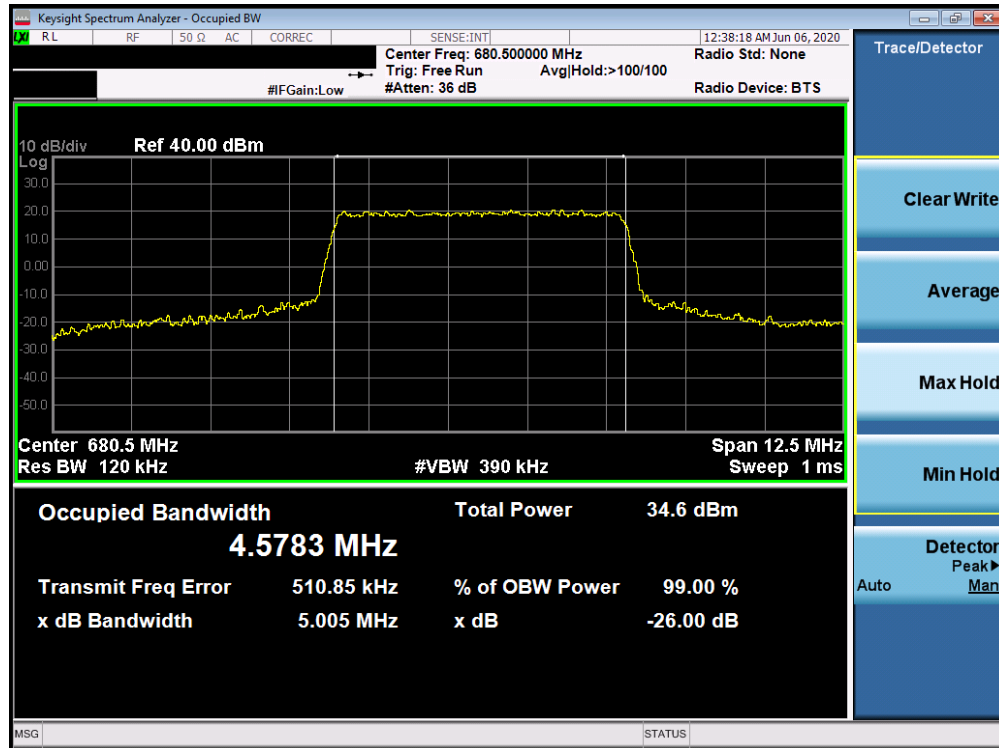 Keysight Spectrum Analyzer - Occupied BW
LXI RL RF 50 Ω AC CORREC SENSE:INT 12:38:18 AM Jun 06, 2020
Center Freq: 680.500000 MHz Radio Std: None
Trig: Free Run Avg|Hold:>100/100
#IFGain:Low #Atten: 36 dB Radio Device: BTS
Trace/Detector
10 dB/div Ref 40.00 dBm
Log
30.0
20.0
10.0
0.00
-10.0
-20.0
-30.0
-40.0
-50.0
Center 680.5 MHz Span 12.5 MHz
Res BW 120 kHz #VBW 390 kHz Sweep 1 ms
Occupied Bandwidth Total Power 34.6 dBm
4.5783 MHz
Transmit Freq Error 510.85 kHz % of OBW Power 99.00 %
x dB Bandwidth 5.005 MHz x dB -26.00 dB
Clear Write
Average
Max Hold
Min Hold
Detector
Peak▶
Auto Man
MSG STATUS